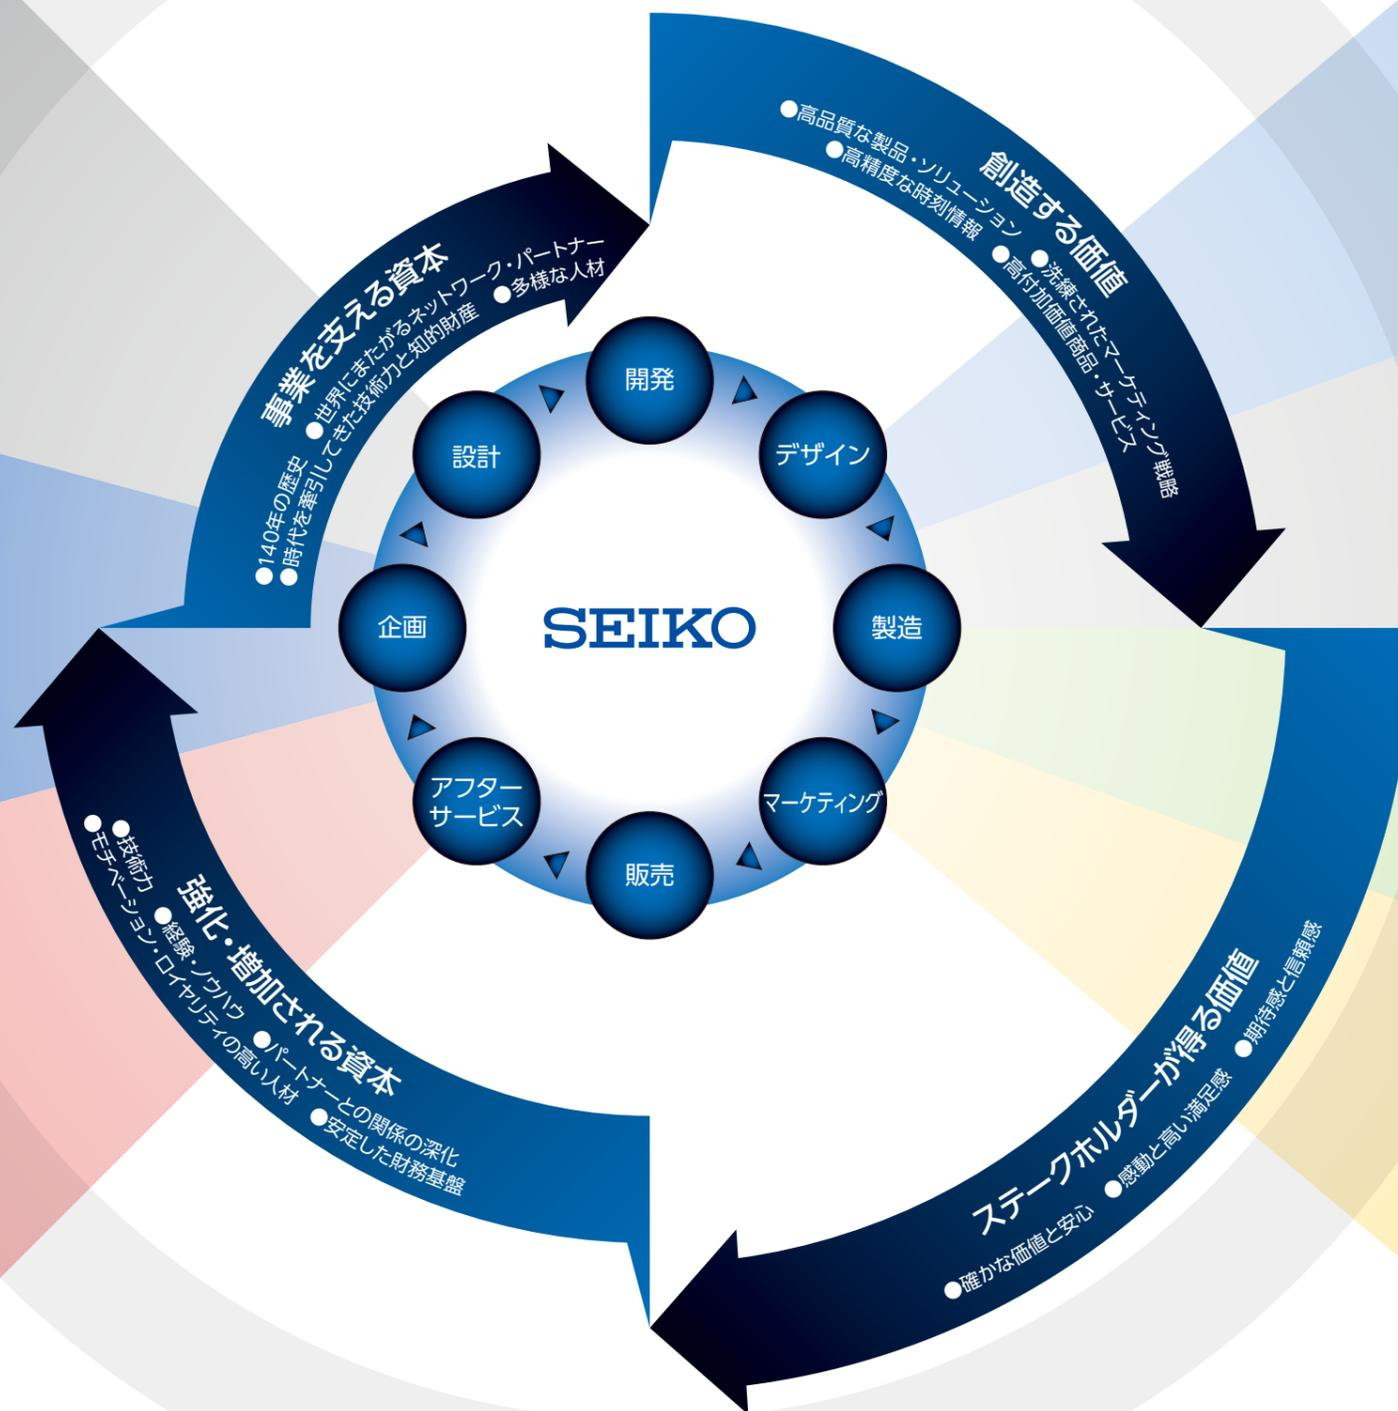 事業を支える資本
●140年の歴史 ●世界にまたがるネットワーク・パートナー
●時代を牽引してきた技術力と知的財産 ●多様な人材
創造する価値
●高品質な製品・ソリューション ●洗練されたマーケティング戦略
●高精度な時刻情報 ●高付加価値商品・サービス
ステークホルダーが得る価値
●確かな価値と安心 ●感動と高い満足感 ●期待感と信頼感
強化・増加される資本
●技術力 ●経験・ノウハウ ●パートナーとの関係の深化
●モチベーション・ロイヤリティの高い人材 ●安定した財務基盤
開発
デザイン
製造
マーケティング
販売
アフター
サービス
企画
設計
SEIKO